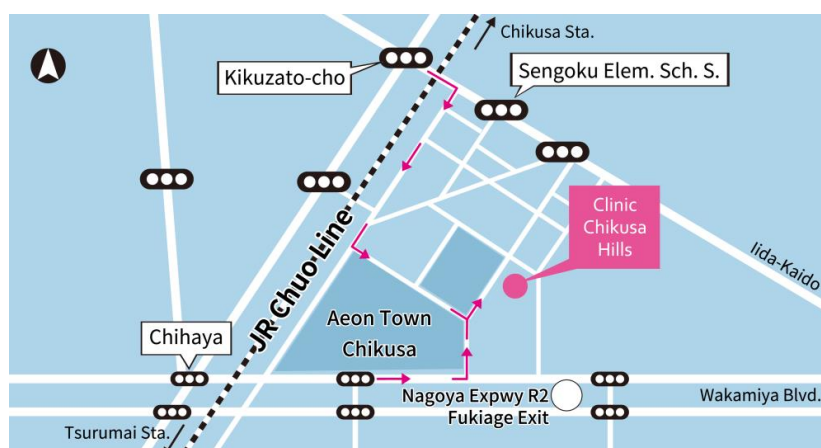 Chikusa Sta.
Kikuzato-cho
Sengoku Elem. Sch. S.
Clinic
Chikusa
Hills
Iida-Kaido
JR Chuo Line
Aeon Town
Chikusa
Chihaya
Nagoya Expwy R2
Fukiage Exit
Wakamiya Blvd.
Tsurumai Sta.